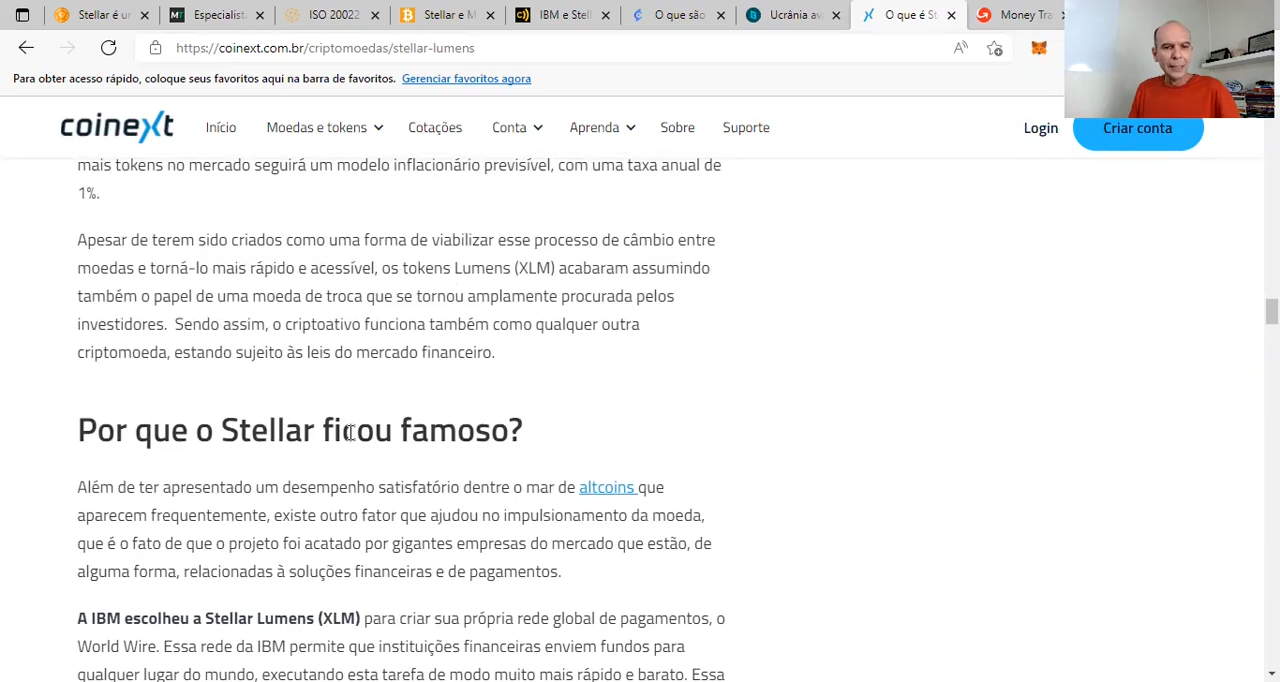 Stellar é un
Especialist
ISO 20022
Stellar e M
IBM e Stell
O que são
Ucrânia av
O que é St
Money Tra
https://coinext.com.br/criptomoedas/stellar-lumens
Para obter acesso rápido, coloque seus favoritos aqui na barra de favoritos. Gerenciar favoritos agora
coinext
Início
Moedas e tokens
Cotações
Conta
Aprenda
Sobre
Suporte
Login
Criar conta
mais tokens no mercado seguirá um modelo inflacionário previsível, com uma taxa anual de
1%.
Apesar de terem sido criados como uma forma de viabilizar esse processo de câmbio entre
moedas e torná-lo mais rápido e acessível, os tokens Lumens (XLM) acabaram assumindo
também o papel de uma moeda de troca que se tornou amplamente procurada pelos
investidores. Sendo assim, o criptoativo funciona também como qualquer outra
criptomoeda, estando sujeito às leis do mercado financeiro.
Por que o Stellar ficou famoso?
Além de ter apresentado um desempenho satisfatório dentre o mar de altcoins que
aparecem frequentemente, existe outro fator que ajudou no impulsionamento da moeda,
que é o fato de que o projeto foi acatado por gigantes empresas do mercado que estão, de
alguma forma, relacionadas à soluções financeiras e de pagamentos.
A IBM escolheu a Stellar Lumens (XLM) para criar sua própria rede global de pagamentos, o
World Wire. Essa rede da IBM permite que instituições financeiras enviem fundos para
qualquer lugar do mundo, executando esta tarefa de modo muito mais rápido e barato. Essa